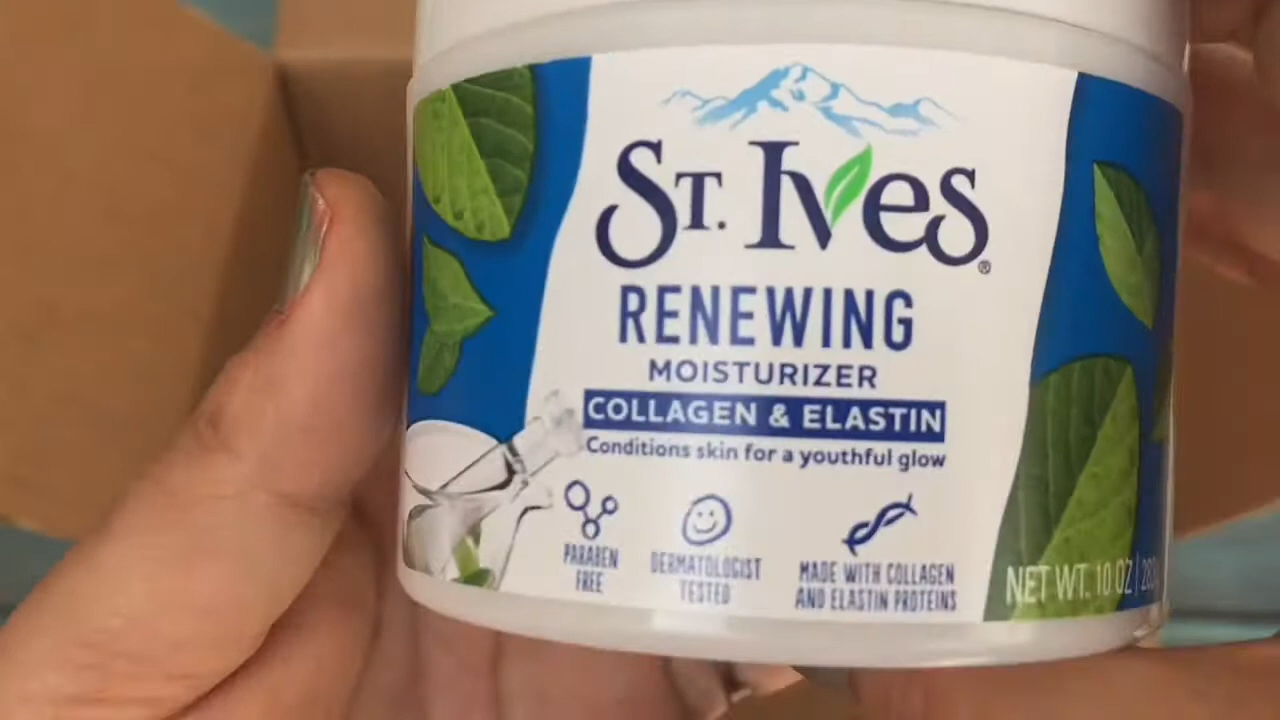 ST. IVES®
RENEWING
MOISTURIZER
COLLAGEN & ELASTIN
Conditions skin for a youthful glow
PARABEN
FREE
DERMATOLOGIST
TESTED
MADE WITH COLLAGEN
AND ELASTIN PROTEINS
NET WT. 10 OZ |